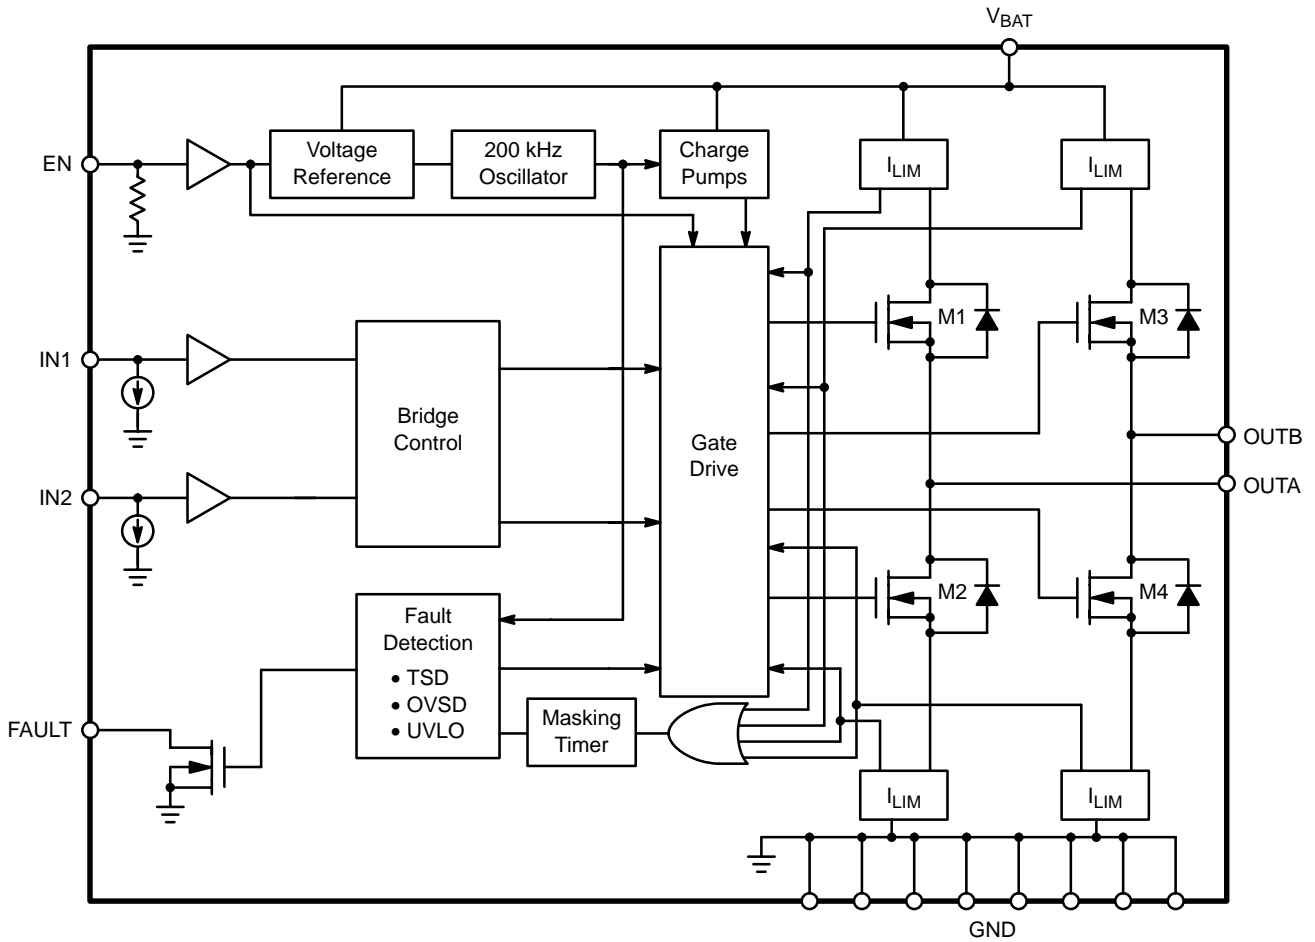 VBAT
EN
Voltage
Reference
200 kHz
Oscillator
Charge
Pumps
ILIM
ILIM
M1
M3
IN1
Bridge
Control
Gate
Drive
OUTB
OUTA
IN2
M2
M4
Fault
Detection
• TSD
• OVSD
• UVLO
Masking
Timer
FAULT
ILIM
ILIM
GND